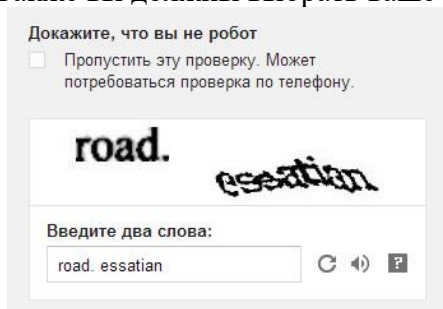 Докажите, что вы не робот
Пропустить эту проверку. Может
потребоваться проверка по телефону.
road. essatian
Введите два слова:
road. essatian
?